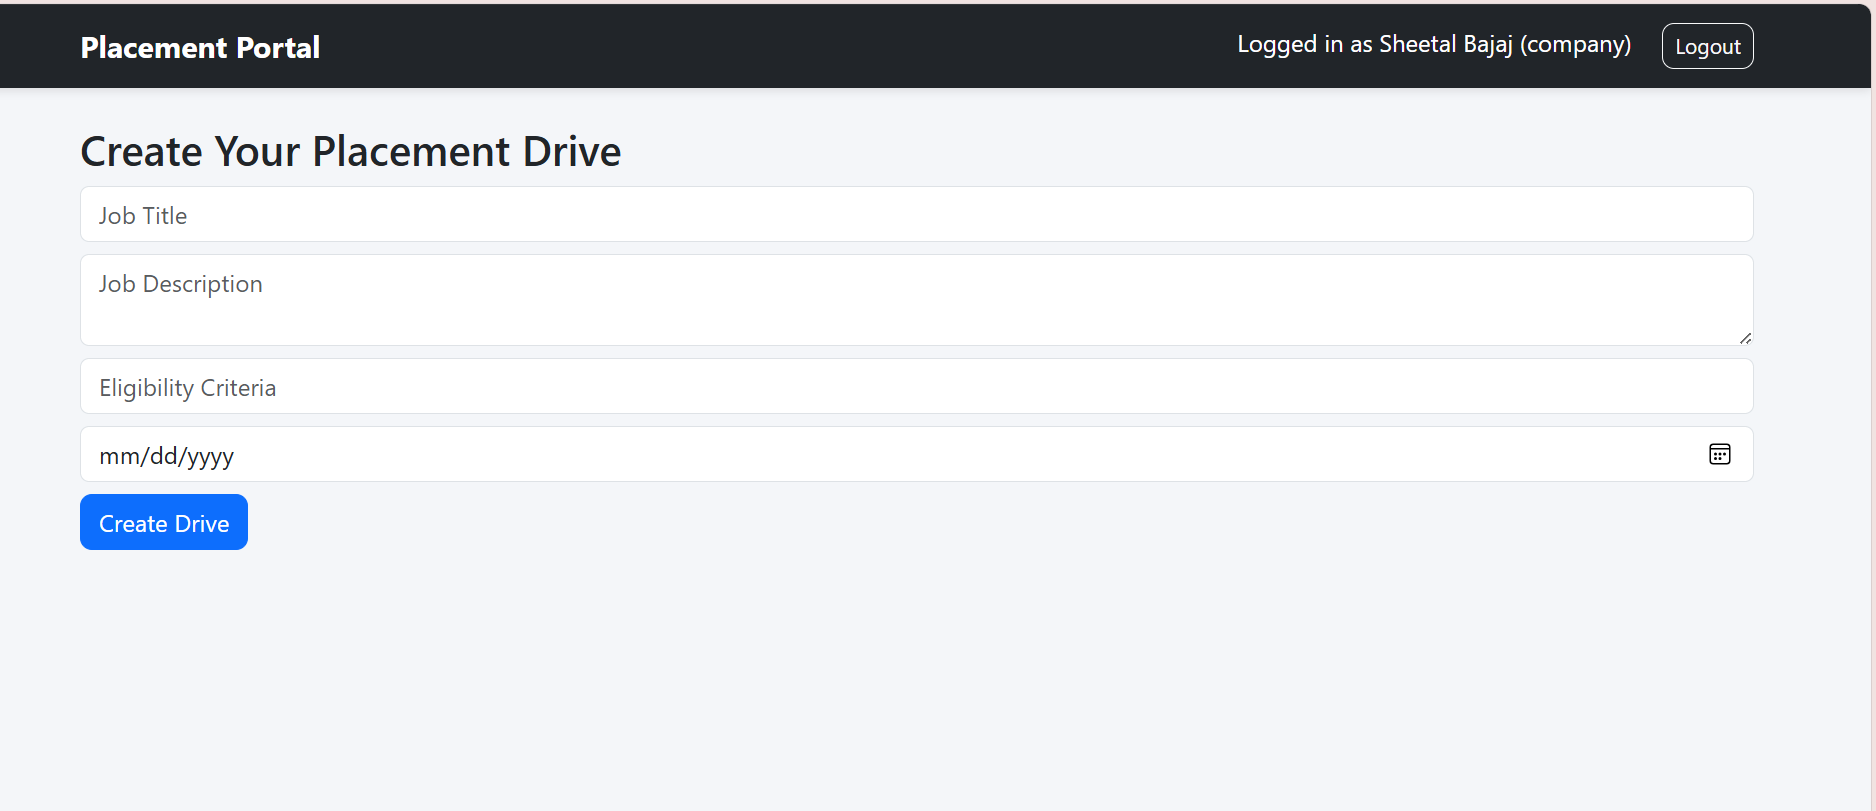 Placement Portal
Logged in as Sheetal Bajaj (company)
Logout
Create Your Placement Drive
Job Title
Job Description
Eligibility Criteria
mm/dd/yyyy
Create Drive